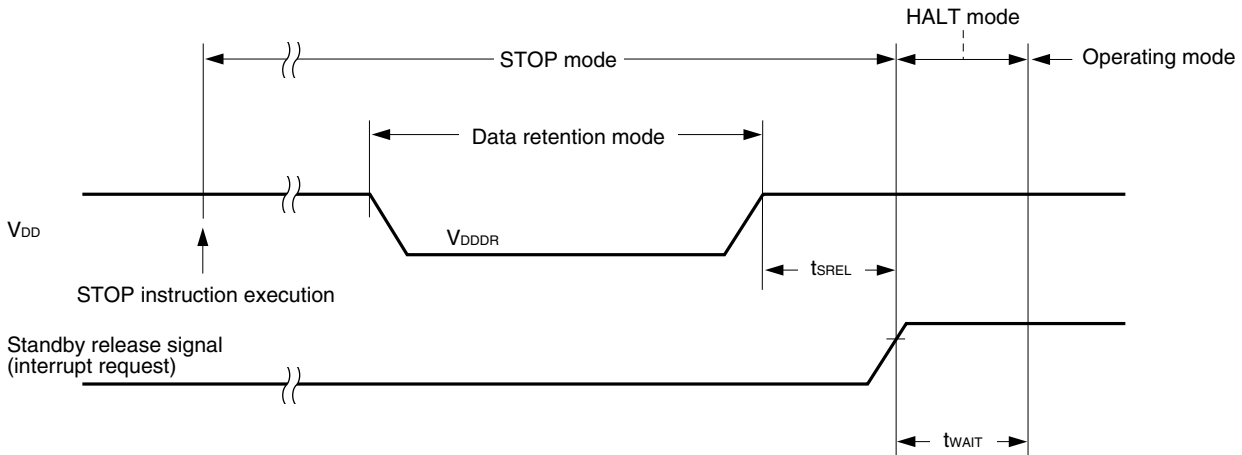 HALT mode
STOP mode
Operating mode
Data retention mode
VDD
VDDDR
tSREL
STOP instruction execution
Standby release signal
(interrupt request)
tWAIT